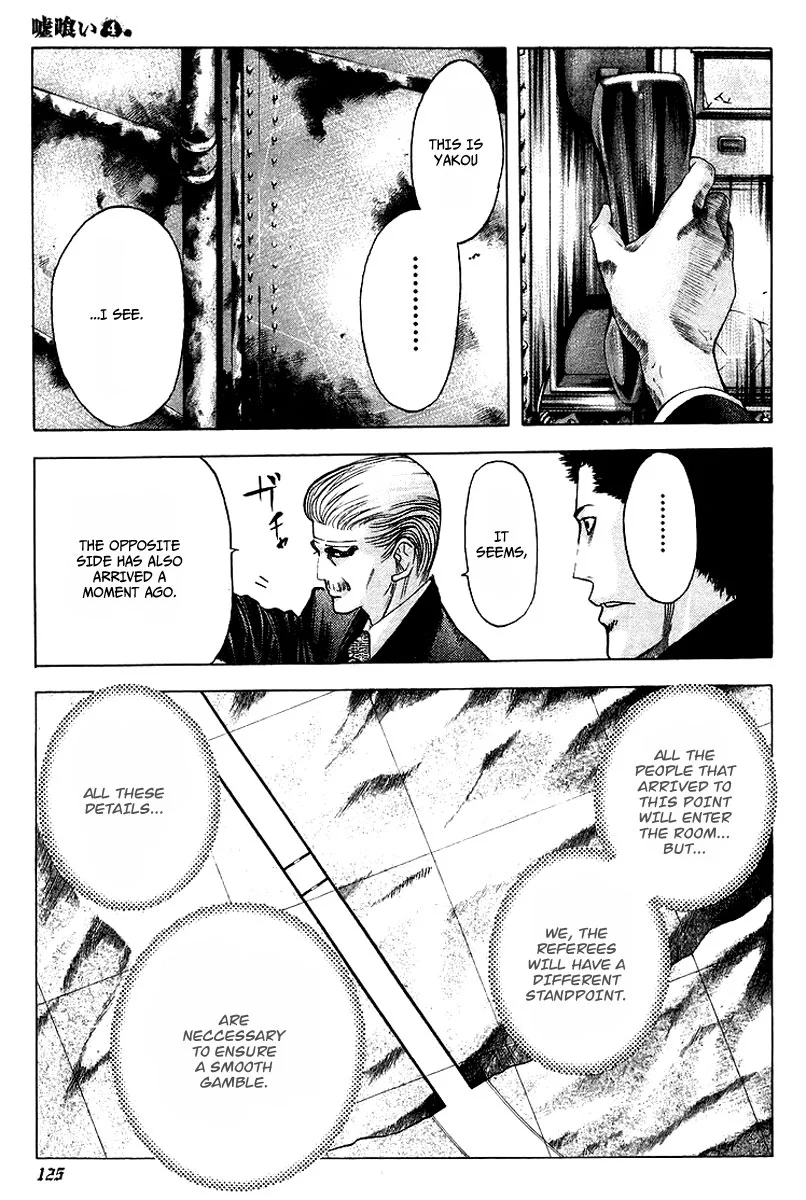 嘘喰い4
THIS IS
YAKOU
...........
...I SEE.
......
IT
SEEMS,
ガチャ
THE OPPOSITE
SIDE HAS ALSO
ARRIVED A
MOMENT AGO.
ALL THE
PEOPLE THAT
ARRIVED TO
THIS POINT
WILL ENTER
THE ROOM...
BUT...
WE, THE
REFEREES
WILL HAVE A
DIFFERENT
STANDPOINT.
ALL THESE
DETAILS...
ARE
NECCESSARY
TO ENSURE
A SMOOTH
GAMBLE.
125